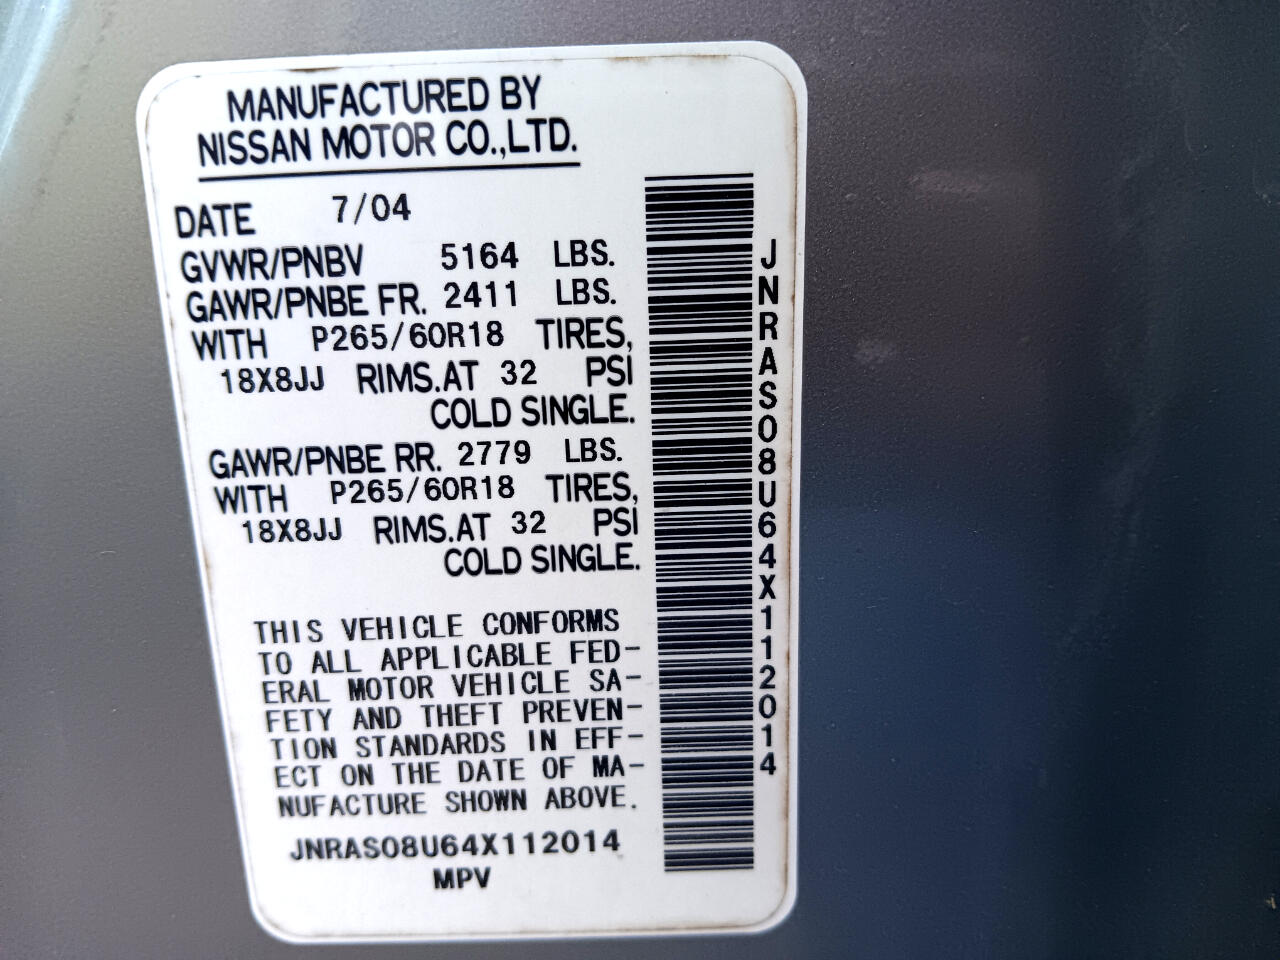 MANUFACTURED BY
NISSAN MOTOR CO.,LTD.
DATE 7/04
GVWR/PNBV 5164 LBS.
GAWR/PNBE FR. 2411 LBS.
WITH P265/60R18 TIRES,
18X8JJ RIMS.AT 32 PSI
COLD SINGLE.
GAWR/PNBE RR. 2779 LBS.
WITH P265/60R18 TIRES,
18X8JJ RIMS.AT 32 PSI
COLD SINGLE.
THIS VEHICLE CONFORMS
TO ALL APPLICABLE FED-
ERAL MOTOR VEHICLE SA-
FETY AND THEFT PREVEN-
TION STANDARDS IN EFF-
ECT ON THE DATE OF MA-
NUFACTURE SHOWN ABOVE.
JNRAS08U64X112014
MPV
JNRAS08U64X112014